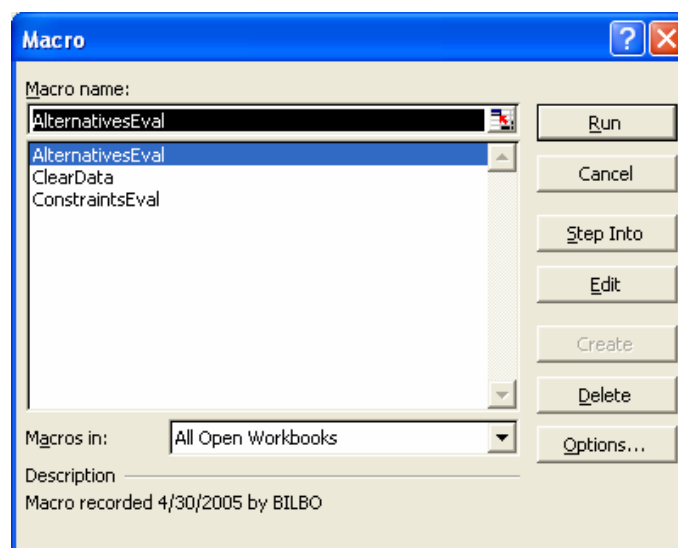 Macro
Macro name:
AlternativesEval
AlternativesEval
ClearData
ConstraintsEval
Run
Cancel
Step Into
Edit
Create
Delete
Options...
Macros in: All Open Workbooks
Description
Macro recorded 4/30/2005 by BILBO